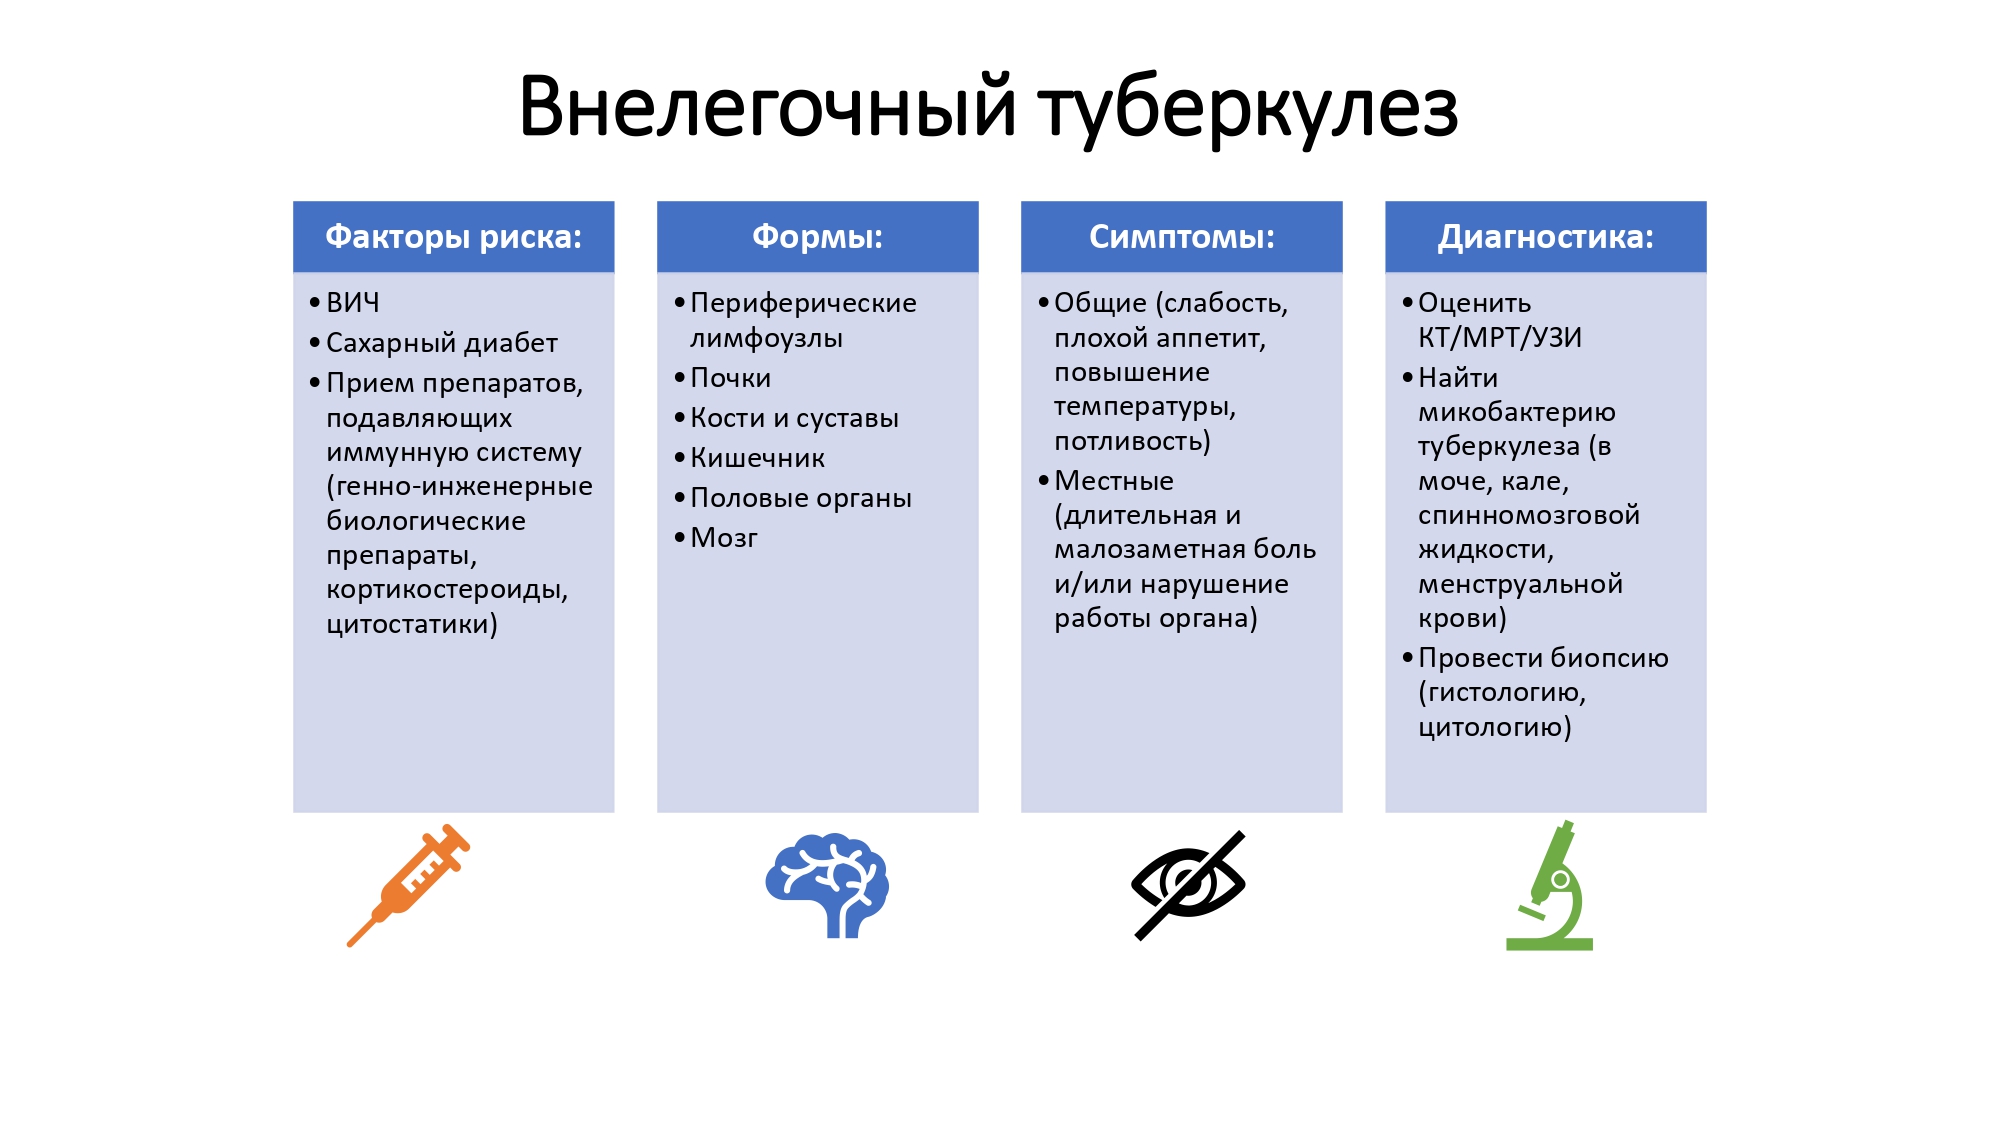 Внелегочный туберкулез
Факторы риска:
•ВИЧ
•Сахарный диабет
•Прием препаратов,
подавляющих
иммунную систему
(генно-инженерные
биологические
препараты,
кортикостероиды,
цитостатики)
Формы:
•Периферические
лимфоузлы
•Почки
•Кости и суставы
•Кишечник
•Половые органы
•Мозг
Симптомы:
•Общие (слабость,
плохой аппетит,
повышение
температуры,
потливость)
•Местные
(длительная и
малозаметная боль
и/или нарушение
работы органа)
Диагностика:
•Оценить
КТ/МРТ/УЗИ
•Найти
микобактерию
туберкулеза (в
моче, кале,
спинномозговой
жидкости,
менструальной
крови)
•Провести биопсию
(гистологию,
цитологию)